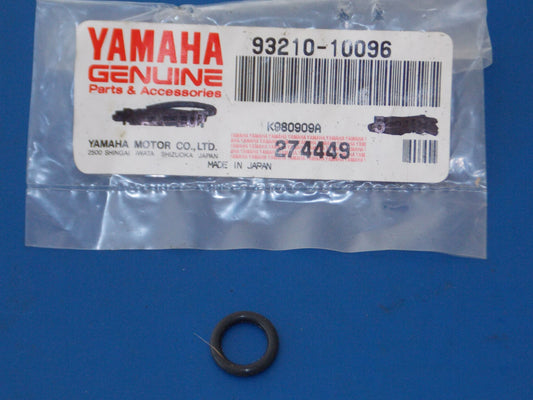 YAMAHA 93210-10096
GENUINE
Parts & Accessories
K980909A
YAMAHA MOTOR CO., LTD.
2500 SHINGAI IWATA SHIZUOKA JAPAN
274449
MADE IN JAPAN